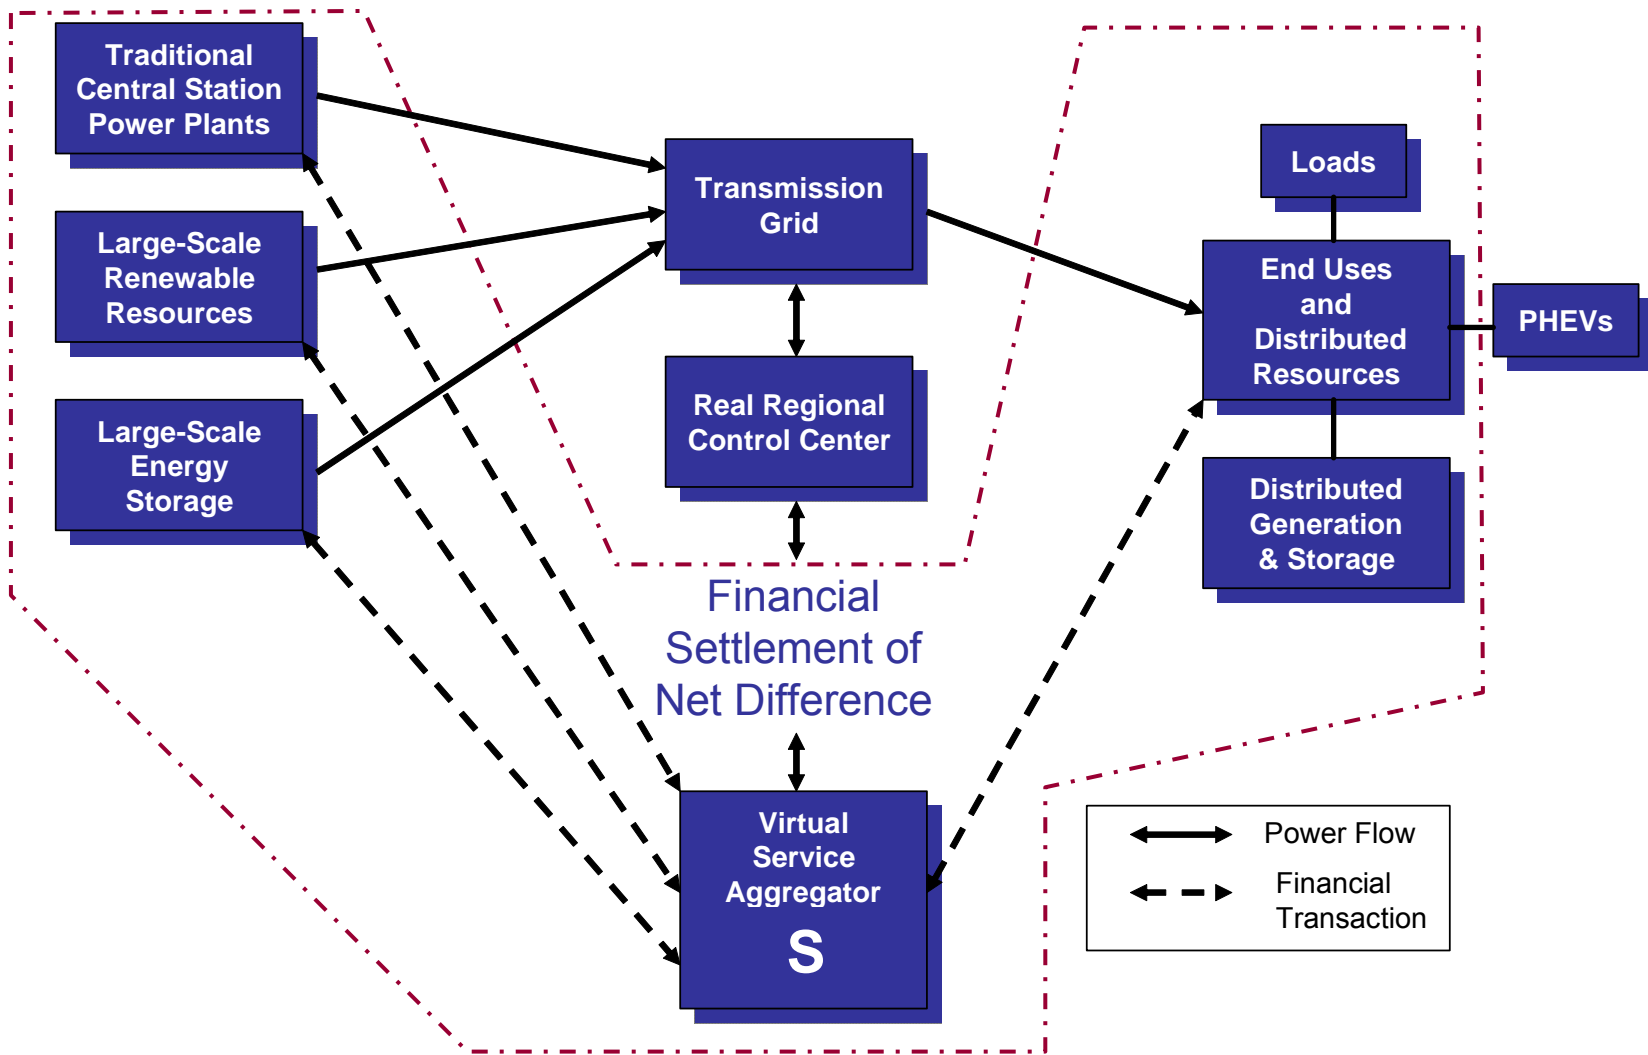 Traditional
Central Station
Power Plants
Large-Scale
Renewable
Resources
Large-Scale
Energy
Storage
Transmission
Grid
Real Regional
Control Center
Financial
Settlement of
Net Difference
Virtual
Service
Aggregator
S
Loads
End Uses
and
Distributed
Resources
PHEVs
Distributed
Generation
& Storage
Power Flow
Financial
Transaction